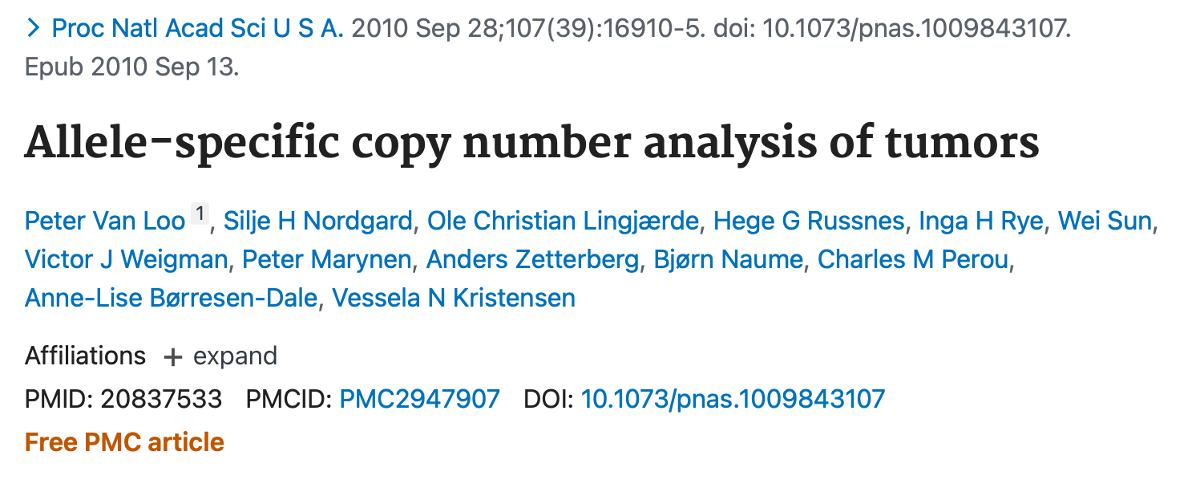 > Proc Natl Acad Sci U S A. 2010 Sep 28;107(39):16910-5. doi: 10.1073/pnas.1009843107.
Epub 2010 Sep 13.
Allele-specific copy number analysis of tumors
Peter Van Loo 1, Silje H Nordgard, Ole Christian Lingjærde, Hege G Russnes, Inga H Rye, Wei Sun,
Victor J Weigman, Peter Marynen, Anders Zetterberg, Bjørn Naume, Charles M Perou,
Anne-Lise Børresen-Dale, Vessela N Kristensen
Affiliations + expand
PMID: 20837533 PMCID: PMC2947907 DOI: 10.1073/pnas.1009843107
Free PMC article